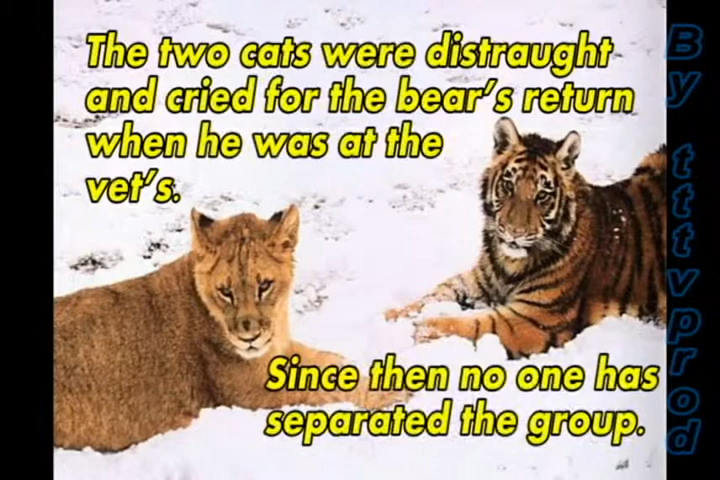 The two cats were distraught
and cried for the bear's return
when he was at the
vet's.
Since then no one has
separated the group.
By tttvprod